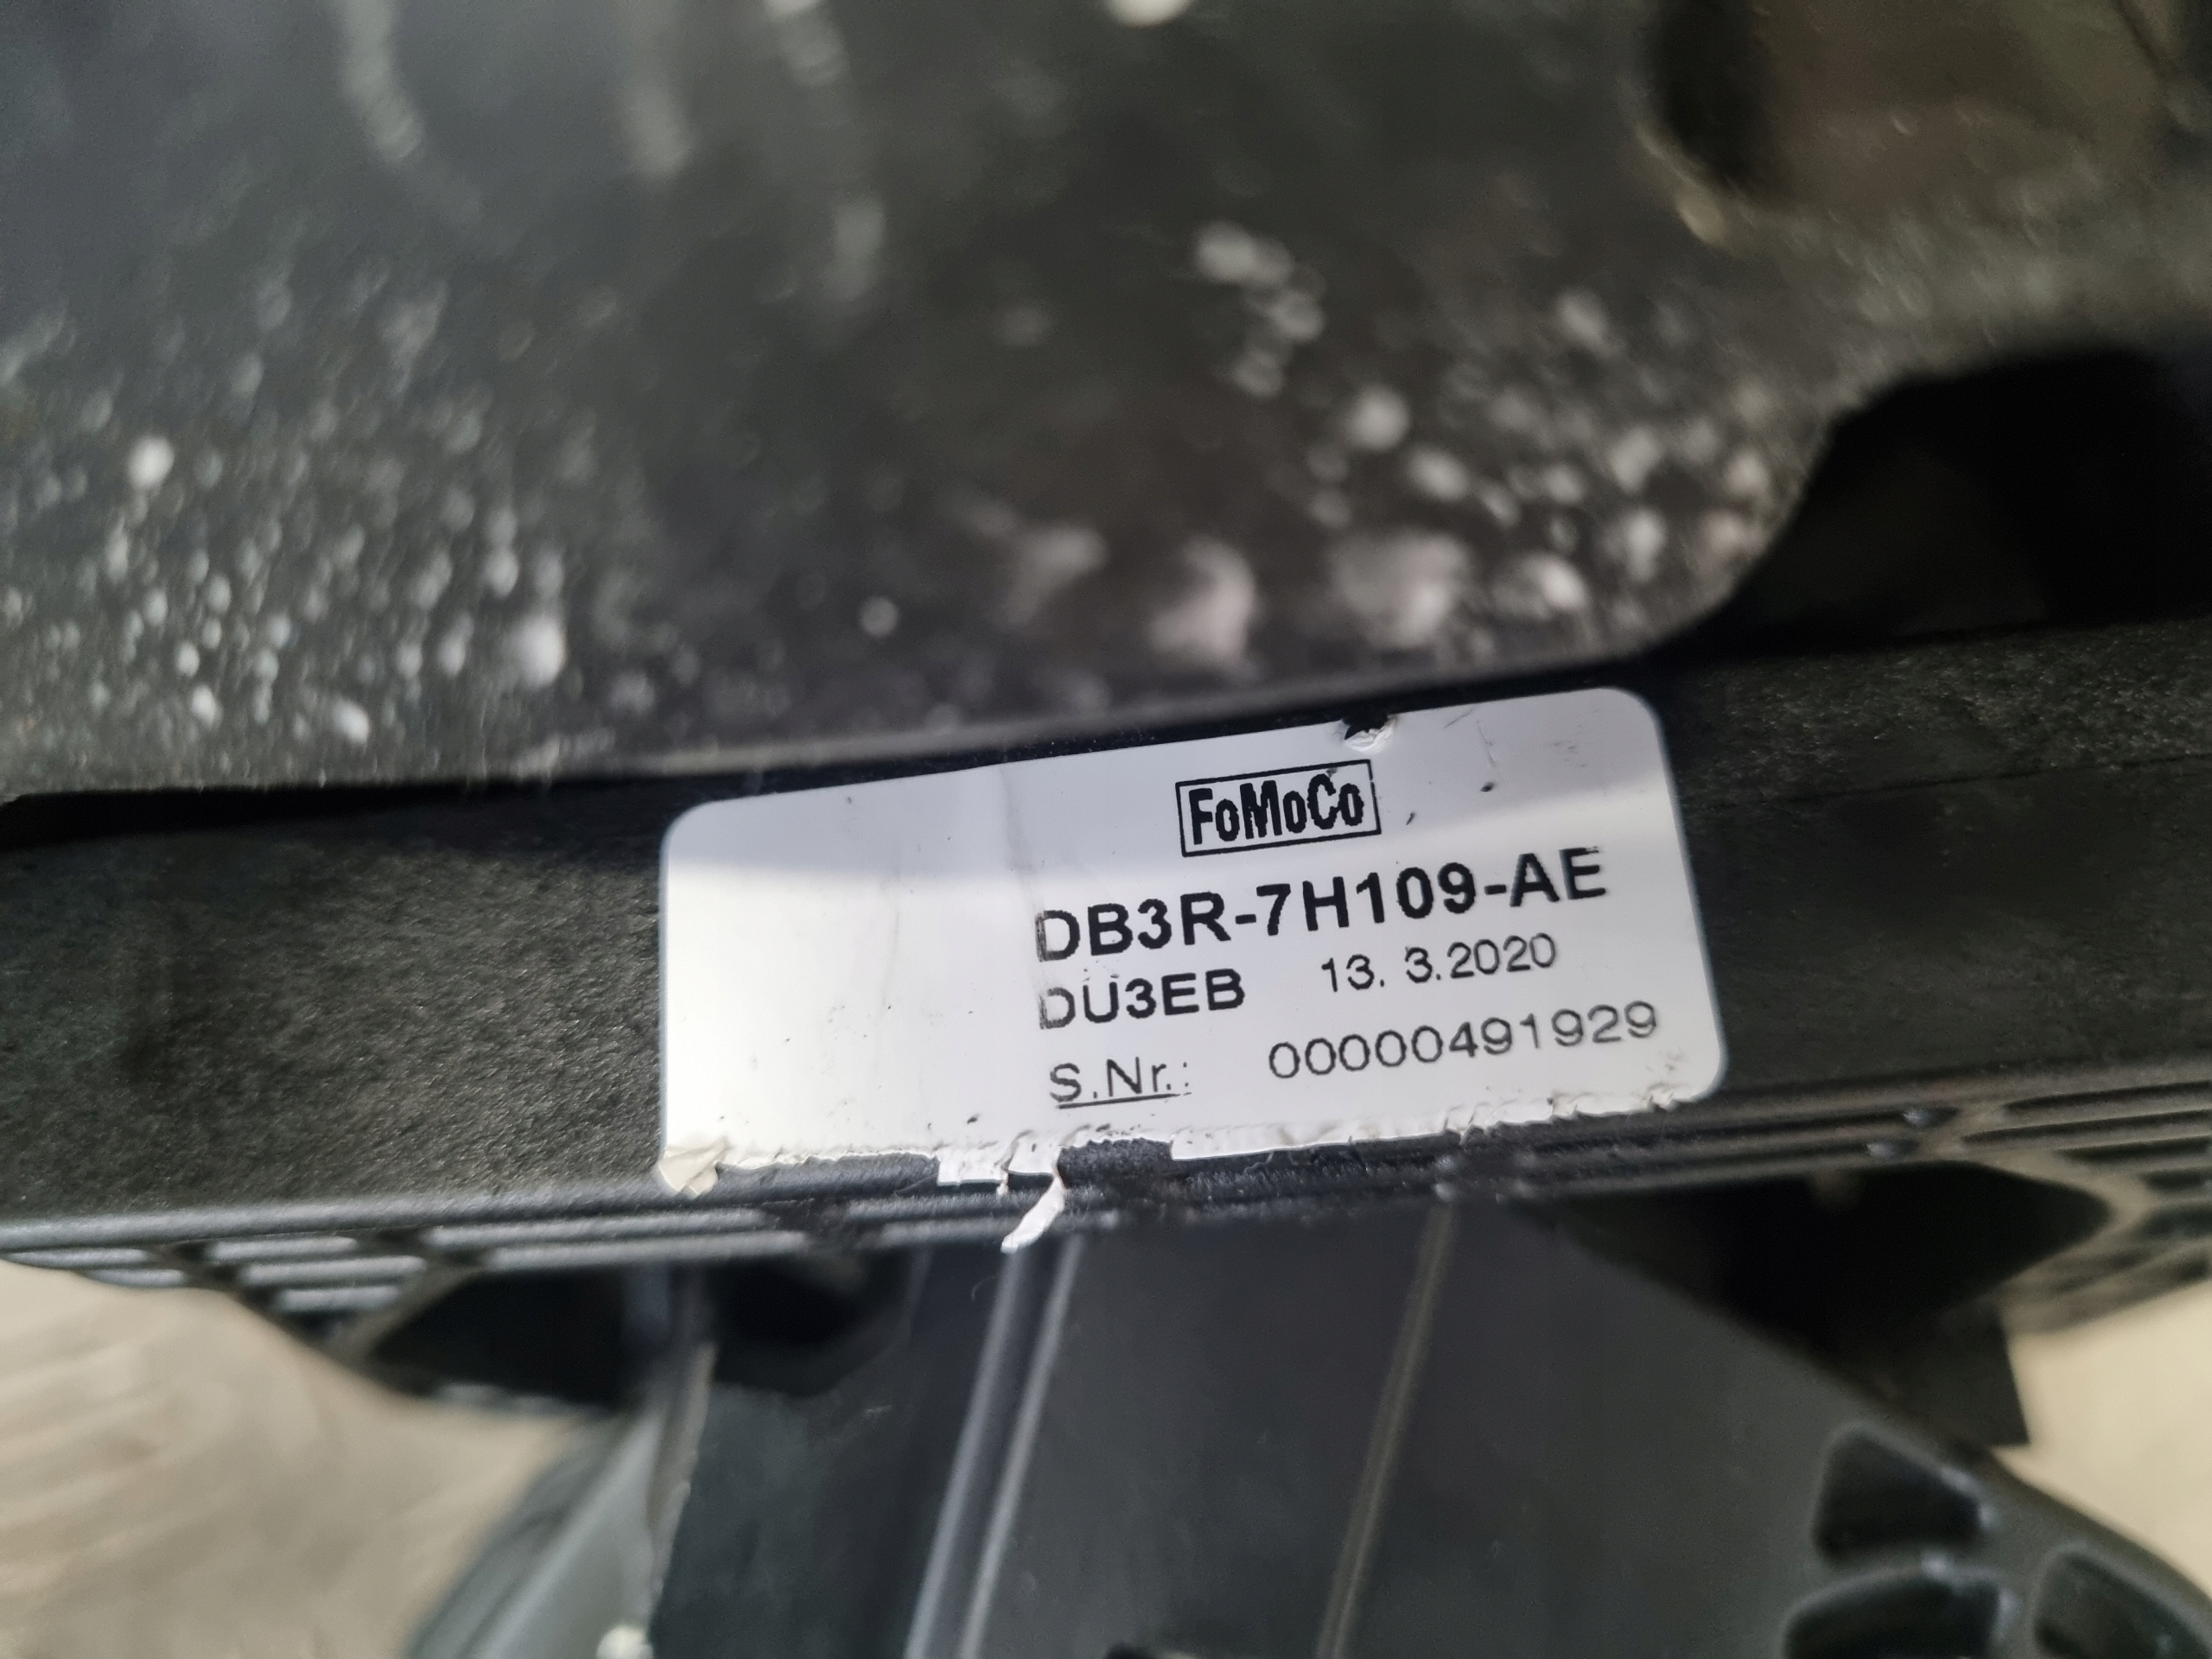 FoMoCo
DB3R-7H109-AE
DU3EB 13. 3.2020
S.Nr.: 00000491929